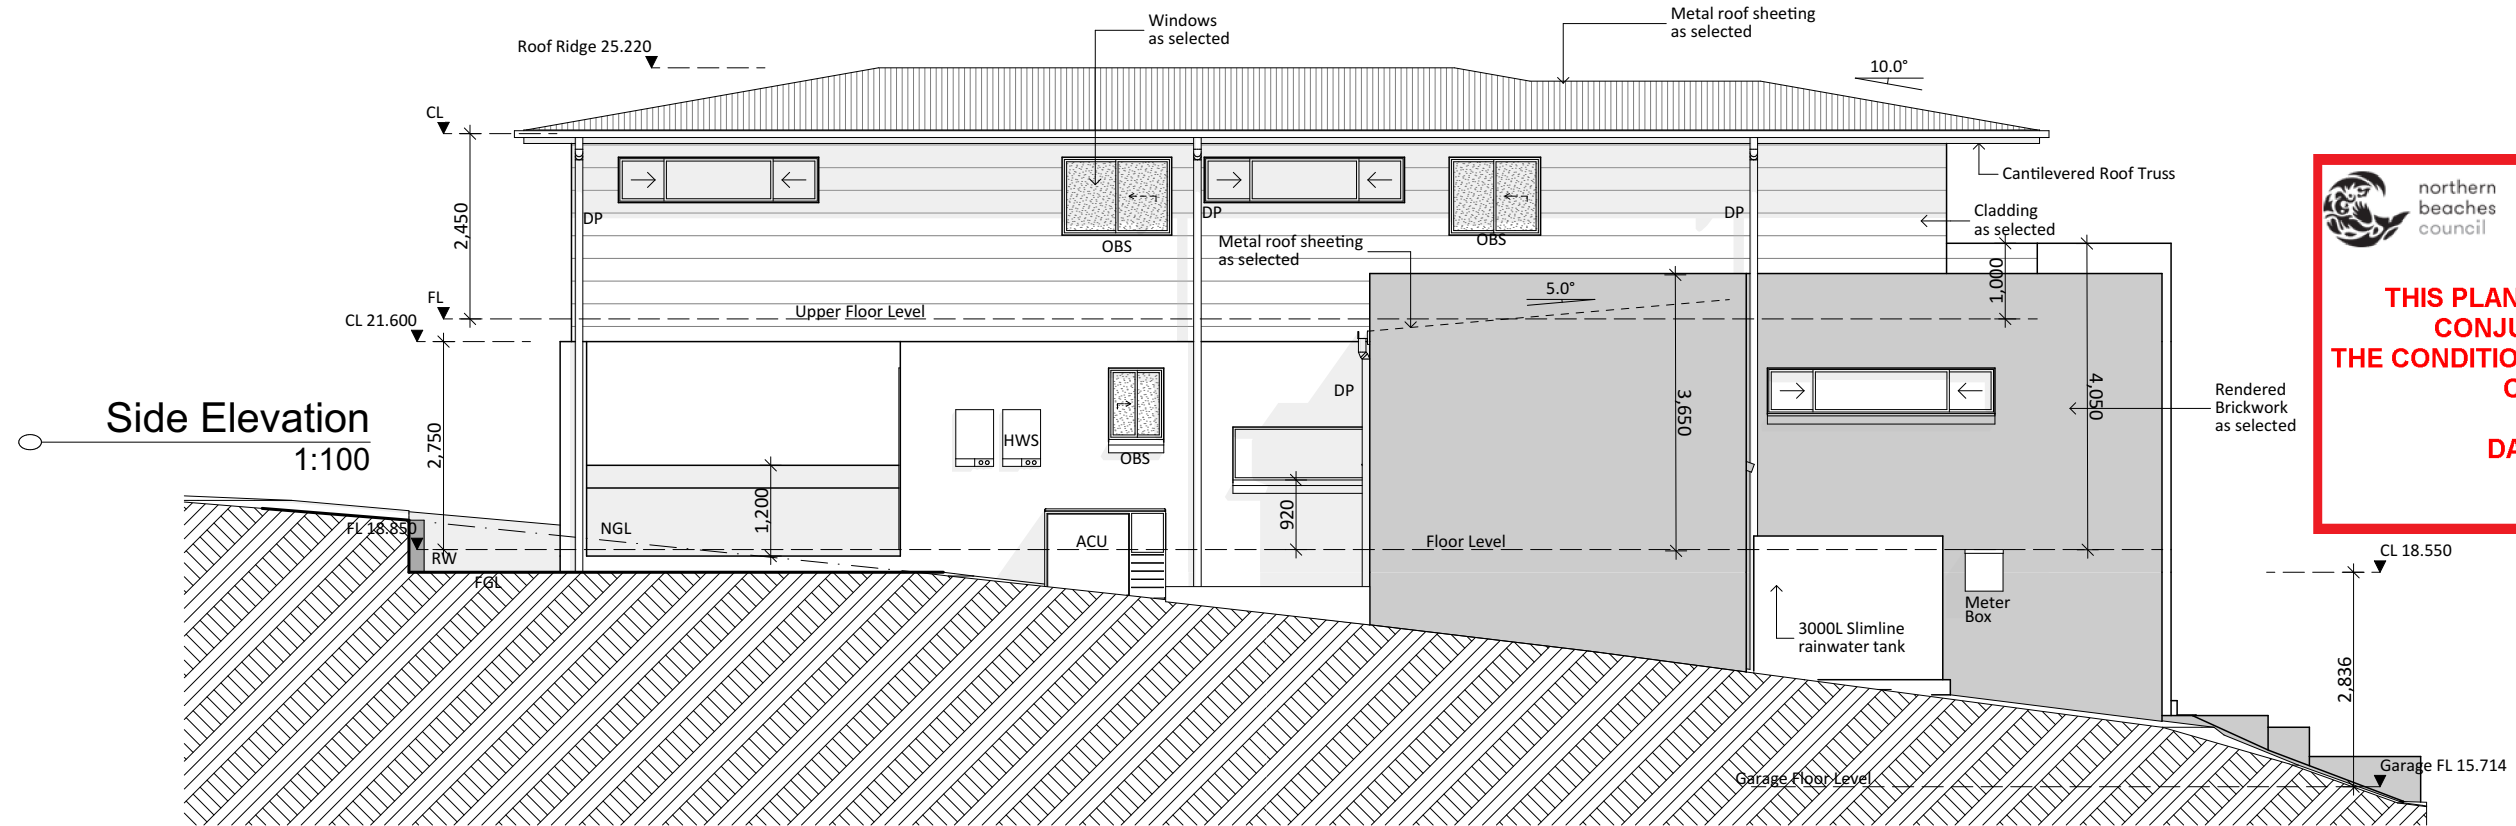 Windows
as selected
Metal roof sheeting
as selected
Roof Ridge 25.220
10.0°
CL
Cantilevered Roof Truss
northern
beaches
council
2,450
DP
DP
DP
Cladding
as selected
OBS
OBS
Metal roof sheeting
as selected
1,000
THIS PLAN
CONJU
THE CONDITIO
C
DA
5.0°
FL
Upper Floor Level
CL 21.600
Side Elevation
1:100
2,750
DP
3,650
4,050
Rendered
Brickwork
as selected
HWS
OBS
1,200
920
FL 18.850
NGL
ACU
Floor Level
RW
FGL
CL 18.550
Meter
Box
3000L Slimline
rainwater tank
2,836
Garage Floor Level
Garage FL 15.714